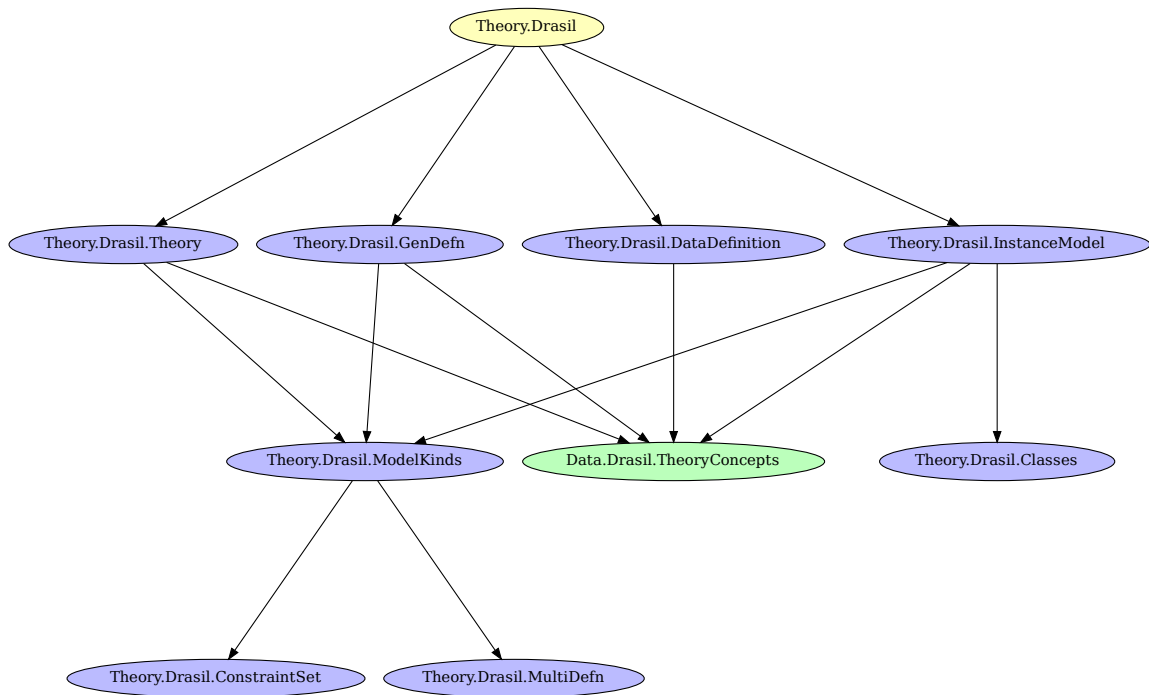 Theory.Drasil
Theory.Drasil.Theory
Theory.Drasil.GenDefn
Theory.Drasil.DataDefinition
Theory.Drasil.InstanceModel
Theory.Drasil.ModelKinds
Data.Drasil.TheoryConcepts
Theory.Drasil.Classes
Theory.Drasil.ConstraintSet
Theory.Drasil.MultiDefn